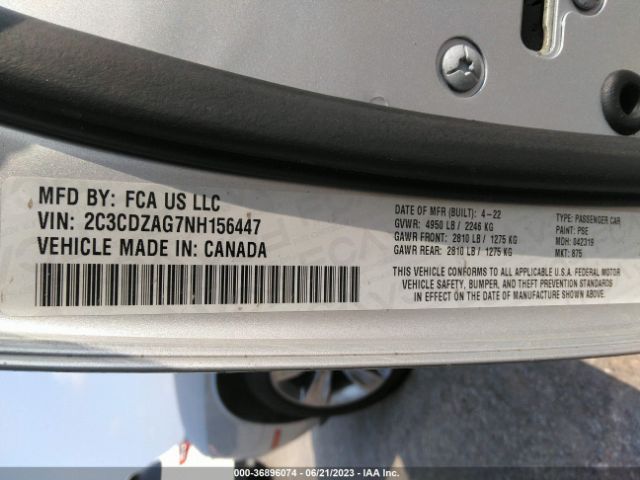 MFD BY: FCA US LLC
VIN: 2C3CDZAG7NH156447
VEHICLE MADE IN: CANADA
DATE OF MFR (BUILT): 4-22
GVWR: 4950 LB / 2246 KG
GAWR FRONT: 2810 LB / 1275 KG
GAWR REAR: 2810 LB / 1275 KG
TYPE: PASSENGER CAR
PAINT: PSE
MDH: 042319
MKT: 875
THIS VEHICLE CONFORMS TO ALL APPLICABLE U.S.A. FEDERAL MOTOR
VEHICLE SAFETY, BUMPER, AND THEFT PREVENTION STANDARDS
IN EFFECT ON THE DATE OF MANUFACTURE SHOWN ABOVE.
000-36896074 - 06/21/2023 - IAA Inc.